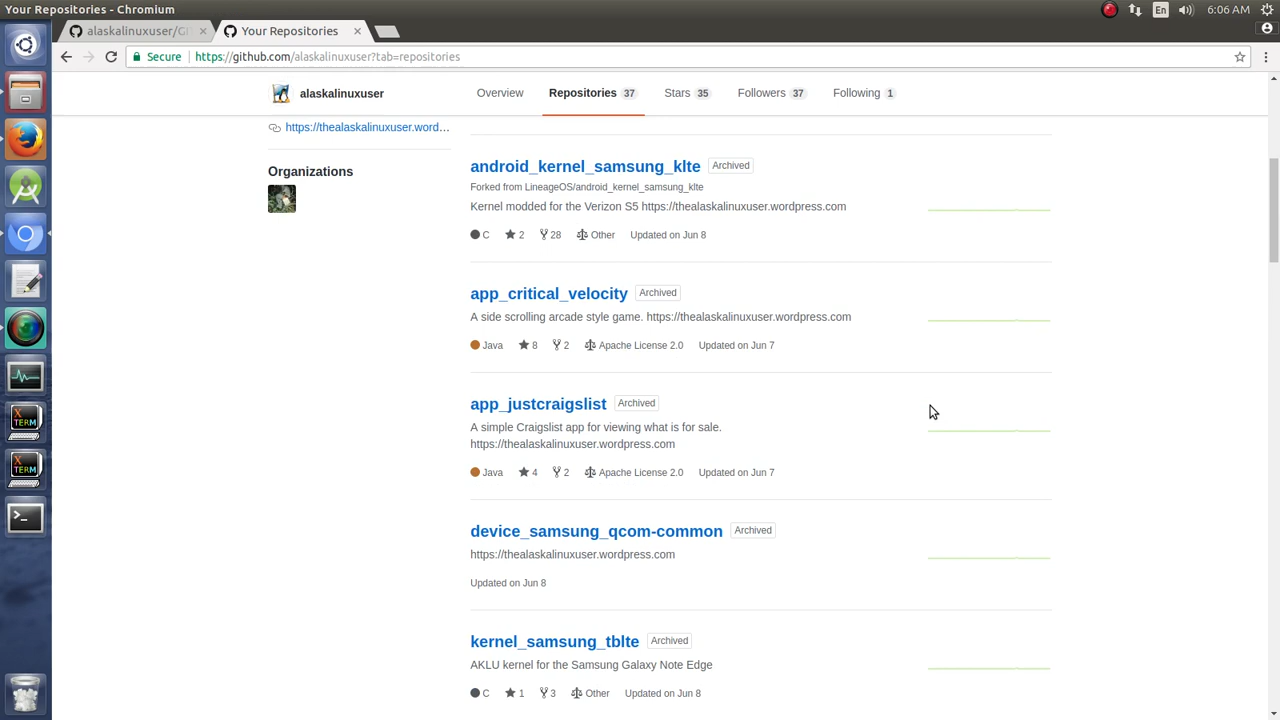 Your Repositories - Chromium
En
6:06 AM
alaskalinuxuser/GI
Your Repositories
Secure
https://github.com/alaskalinuxuser?tab=repositories
alaskalinuxuser
Overview
Repositories 37
Stars 35
Followers 37
Following 1
https://thealaskalinuxuser.word…
Organizations
android_kernel_samsung_klte Archived
Forked from LineageOS/android_kernel_samsung_klte
Kernel modded for the Verizon S5 https://thealaskalinuxuser.wordpress.com
C 2 28 Other Updated on Jun 8
app_critical_velocity Archived
A side scrolling arcade style game. https://thealaskalinuxuser.wordpress.com
Java 8 2 Apache License 2.0 Updated on Jun 7
app_justcraigslist Archived
A simple Craigslist app for viewing what is for sale.
https://thealaskalinuxuser.wordpress.com
Java 4 2 Apache License 2.0 Updated on Jun 7
device_samsung_qcom-common Archived
https://thealaskalinuxuser.wordpress.com
Updated on Jun 8
kernel_samsung_tblte Archived
AKLU kernel for the Samsung Galaxy Note Edge
C 1 3 Other Updated on Jun 8
X
TERM
X
TERM
>_